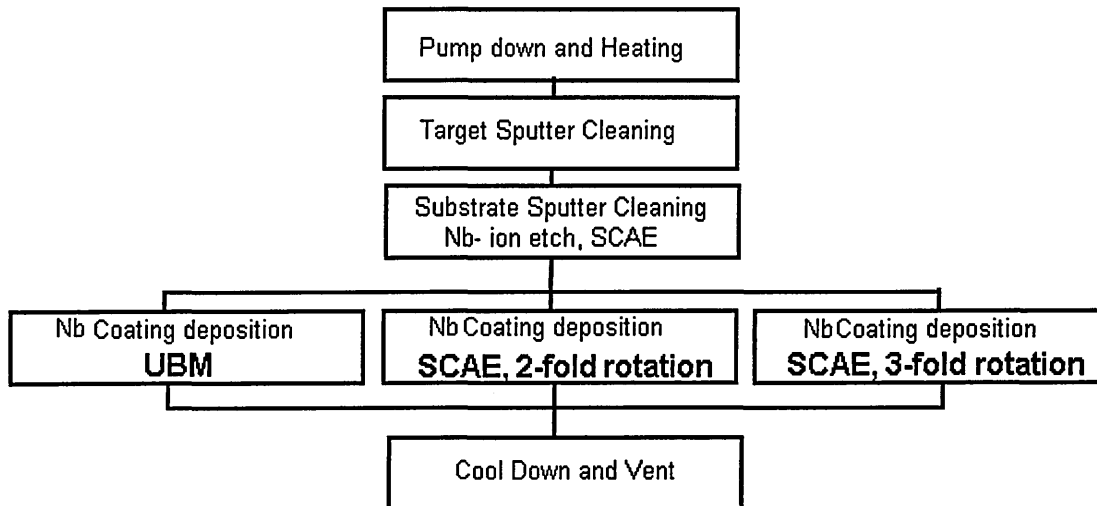 Pump down and Heating
Target Sputter Cleaning
Substrate Sputter Cleaning
Nb- ion etch, SCAE
Nb Coating deposition
UBM
Nb Coating deposition
SCAE, 2-fold rotation
Nb Coating deposition
SCAE, 3-fold rotation
Cool Down and Vent